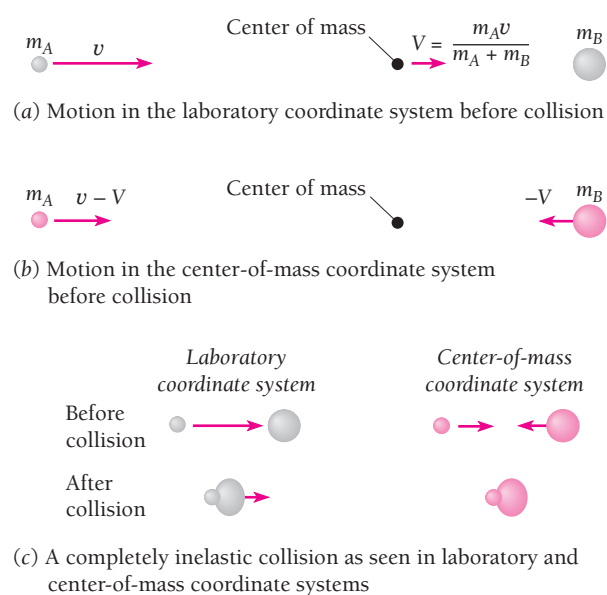 m_A v Center of mass V = m_A v / (m_A + m_B) m_B
(a) Motion in the laboratory coordinate system before collision
m_A v – V Center of mass –V m_B
(b) Motion in the center-of-mass coordinate system
before collision
Laboratory
coordinate system
Center-of-mass
coordinate system
Before
collision
After
collision
(c) A completely inelastic collision as seen in laboratory and
center-of-mass coordinate systems